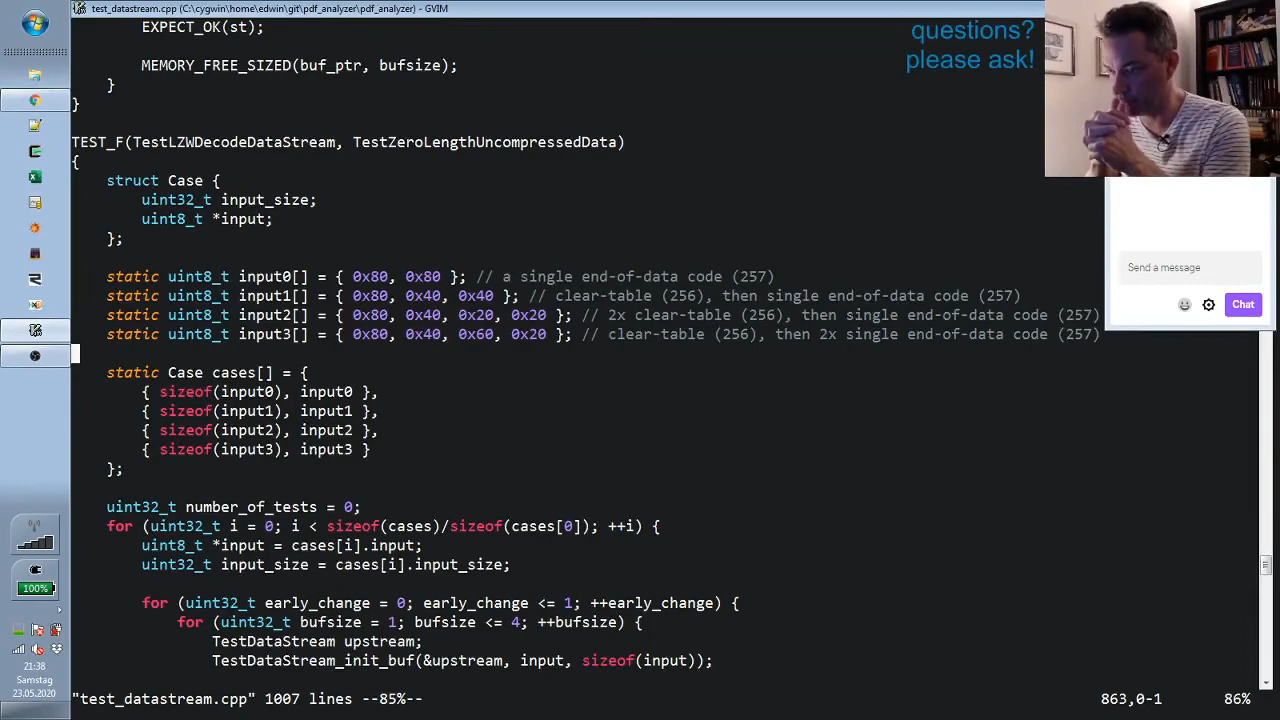 test_datastream.cpp (C:\cygwin\home\edwin\git\pdf_analyzer\pdf_analyzer) - GVIM
questions?
please ask!
EXPECT_OK(st);
MEMORY_FREE_SIZED(buf_ptr, bufsize);
}
}
TEST_F(TestLZWDecodeDataStream, TestZeroLengthUncompressedData)
{
struct Case {
uint32_t input_size;
uint8_t *input;
};
static uint8_t input0[] = { 0x80, 0x80 }; // a single end-of-data code (257)
static uint8_t input1[] = { 0x80, 0x40, 0x40 }; // clear-table (256), then single end-of-data code (257)
static uint8_t input2[] = { 0x80, 0x40, 0x20, 0x20 }; // 2x clear-table (256), then single end-of-data code (257)
static uint8_t input3[] = { 0x80, 0x40, 0x60, 0x20 }; // clear-table (256), then 2x single end-of-data code (257)
static Case cases[] = {
{ sizeof(input0), input0 },
{ sizeof(input1), input1 },
{ sizeof(input2), input2 },
{ sizeof(input3), input3 }
};
uint32_t number_of_tests = 0;
for (uint32_t i = 0; i < sizeof(cases)/sizeof(cases[0]); ++i) {
uint8_t *input = cases[i].input;
uint32_t input_size = cases[i].input_size;
for (uint32_t early_change = 0; early_change <= 1; ++early_change) {
for (uint32_t bufsize = 1; bufsize <= 4; ++bufsize) {
TestDataStream upstream;
TestDataStream_init_buf(&upstream, input, sizeof(input));
"test_datastream.cpp" 1007 lines --85%--
863,0-1
86%
Send a message
Chat
100%
21:38
Samstag
23.05.2020